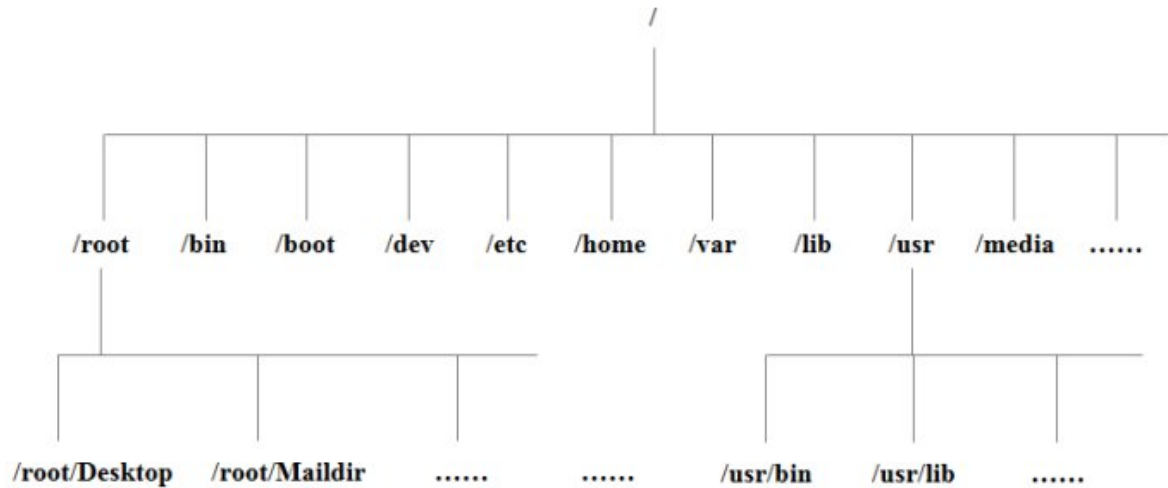 /
/root /bin /boot /dev /etc /home /var /lib /usr /media ……
/root/Desktop /root/Maildir …… …… /usr/bin /usr/lib ……